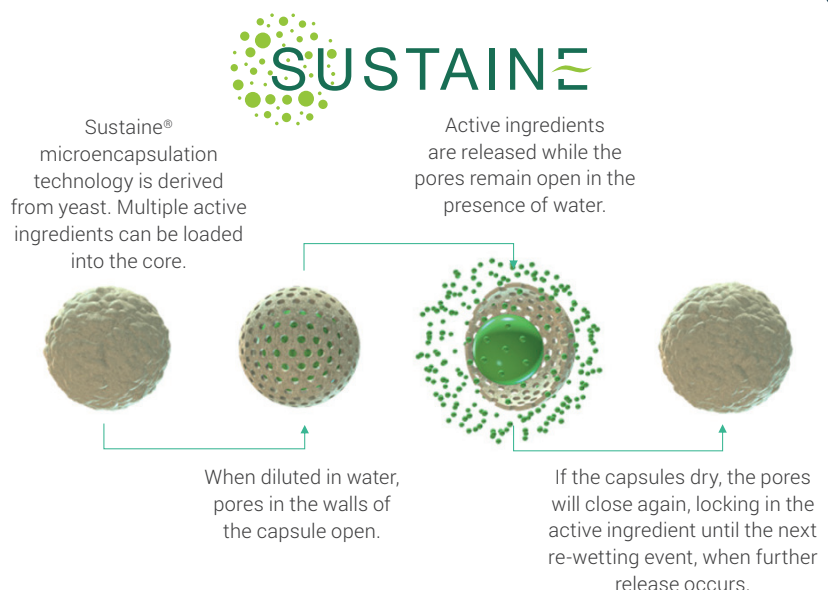 SUSTAINE
Sustaine®
microencapsulation
technology is derived
from yeast. Multiple active
ingredients can be loaded
into the core.
Active ingredients
are released while the
pores remain open in the
presence of water.
When diluted in water,
pores in the walls of
the capsule open.
If the capsules dry, the pores
will close again, locking in the
active ingredient until the next
re-wetting event, when further
release occurs.